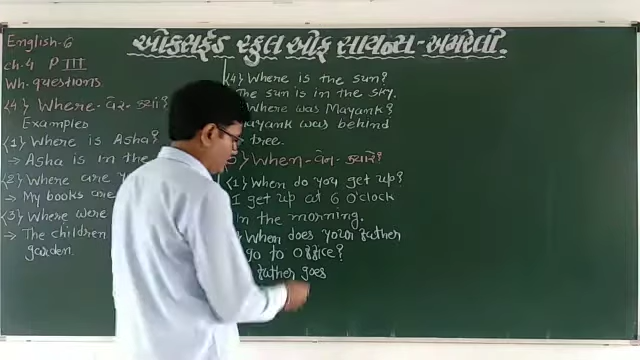 ઓક્સફર્ડ સ્કુલ ઓફ સાયન્સ-અમરેલી.
English-6
ch.4 P III
Wh. questions.
(4) Where - વેર - ક્યાં?
Examples
(1) Where is Asha?
→ Asha is in the
(2) Where are
→ My books are
(3) Where were
→ The children
garden.
(4) Where is the sun?
The sun is in the sky.
Where was Mayank?
Mayank was behind
tree.
(5) When - વેન - ક્યારે?
(1) When do you get up?
I get up at 6 o'clock
in the morning.
When does your father
go to office?
father goes